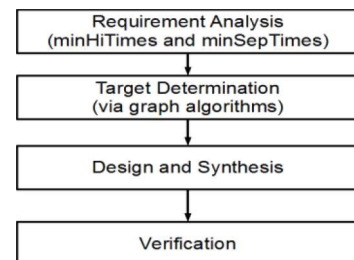 Requirement Analysis
(minHiTimes and minSepTimes)
Target Determination
(via graph algorithms)
Design and Synthesis
Verification